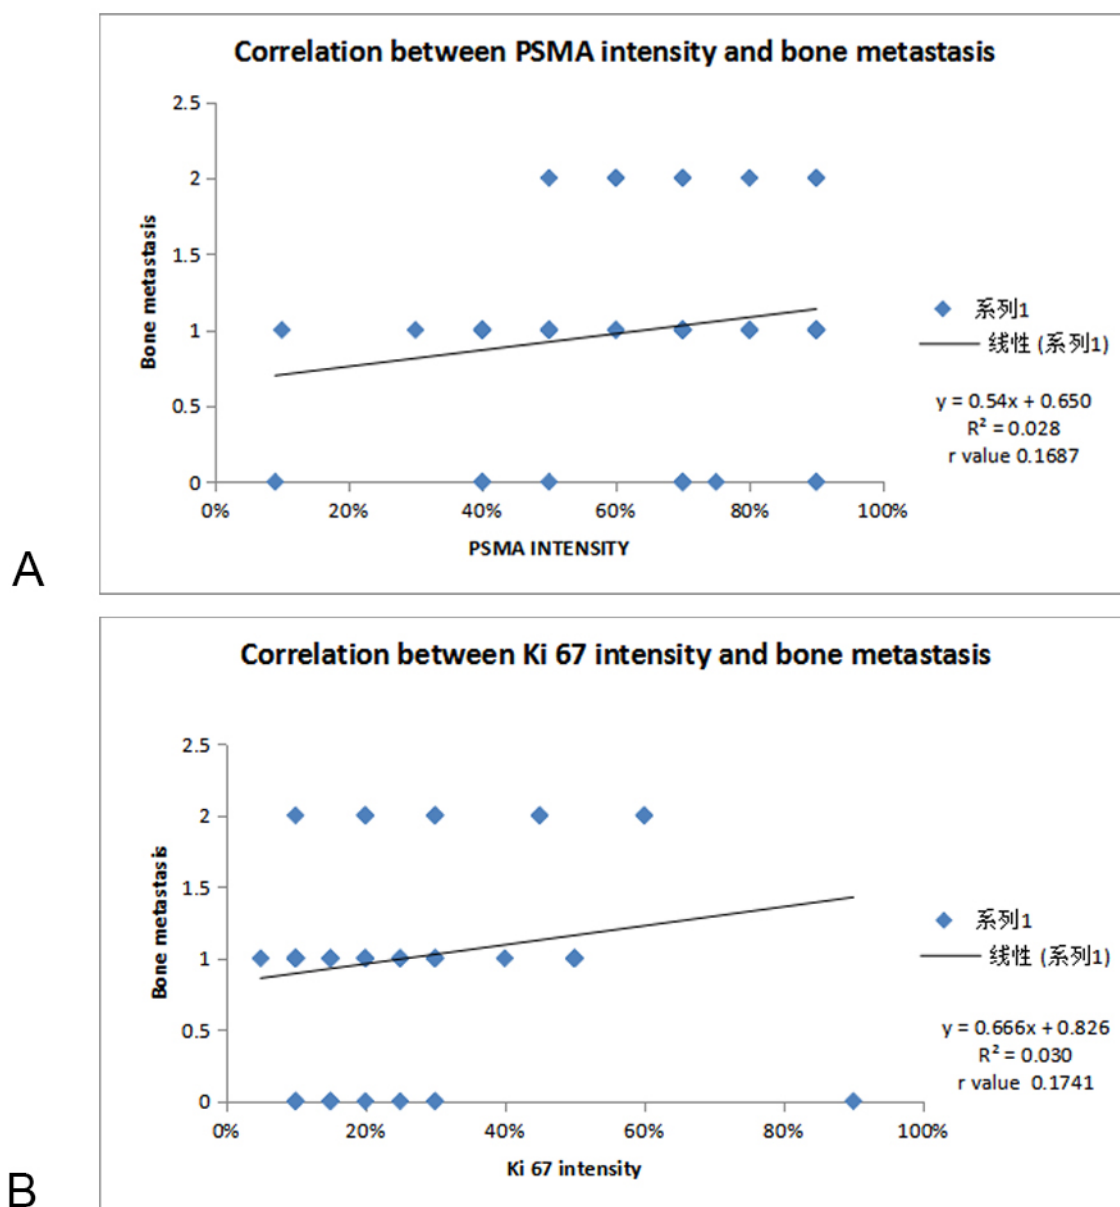 Correlation between PSMA intensity and bone metastasis
2.5
2
1.5
1
0.5
0
Bone metastasis
0%
20%
40%
60%
80%
100%
PSMA INTENSITY
系列1
线性 (系列1)
y = 0.54x + 0.650
R² = 0.028
r value 0.1687
A
Correlation between Ki 67 intensity and bone metastasis
2.5
2
1.5
1
0.5
0
Bone metastasis
0%
20%
40%
60%
80%
100%
Ki 67 intensity
系列1
线性 (系列1)
y = 0.666x + 0.826
R² = 0.030
r value 0.1741
B